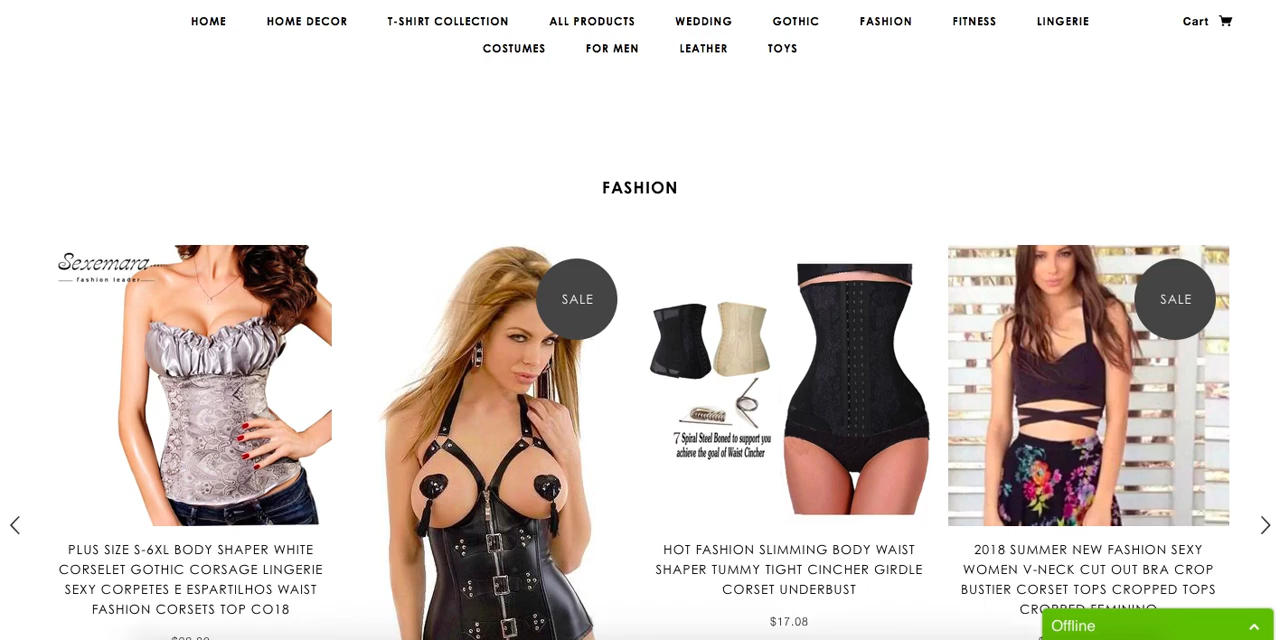 HOME HOME DECOR T-SHIRT COLLECTION ALL PRODUCTS WEDDING GOTHIC FASHION FITNESS LINGERIE Cart
COSTUMES FOR MEN LEATHER TOYS
FASHION
Sexemara
fashion leader
SALE
7 Spiral Steel Boned to support you
achieve the goal of Waist Cincher
SALE
PLUS SIZE S-6XL BODY SHAPER WHITE
CORSELET GOTHIC CORSAGE LINGERIE
SEXY CORPETES E ESPARTILHOS WAIST
FASHION CORSETS TOP CO18
HOT FASHION SLIMMING BODY WAIST
SHAPER TUMMY TIGHT CINCHER GIRDLE
CORSET UNDERBUST
$17.08
2018 SUMMER NEW FASHION SEXY
WOMEN V-NECK CUT OUT BRA CROP
BUSTIER CORSET TOPS CROPPED TOPS
CROPPED FEMININO
Offline